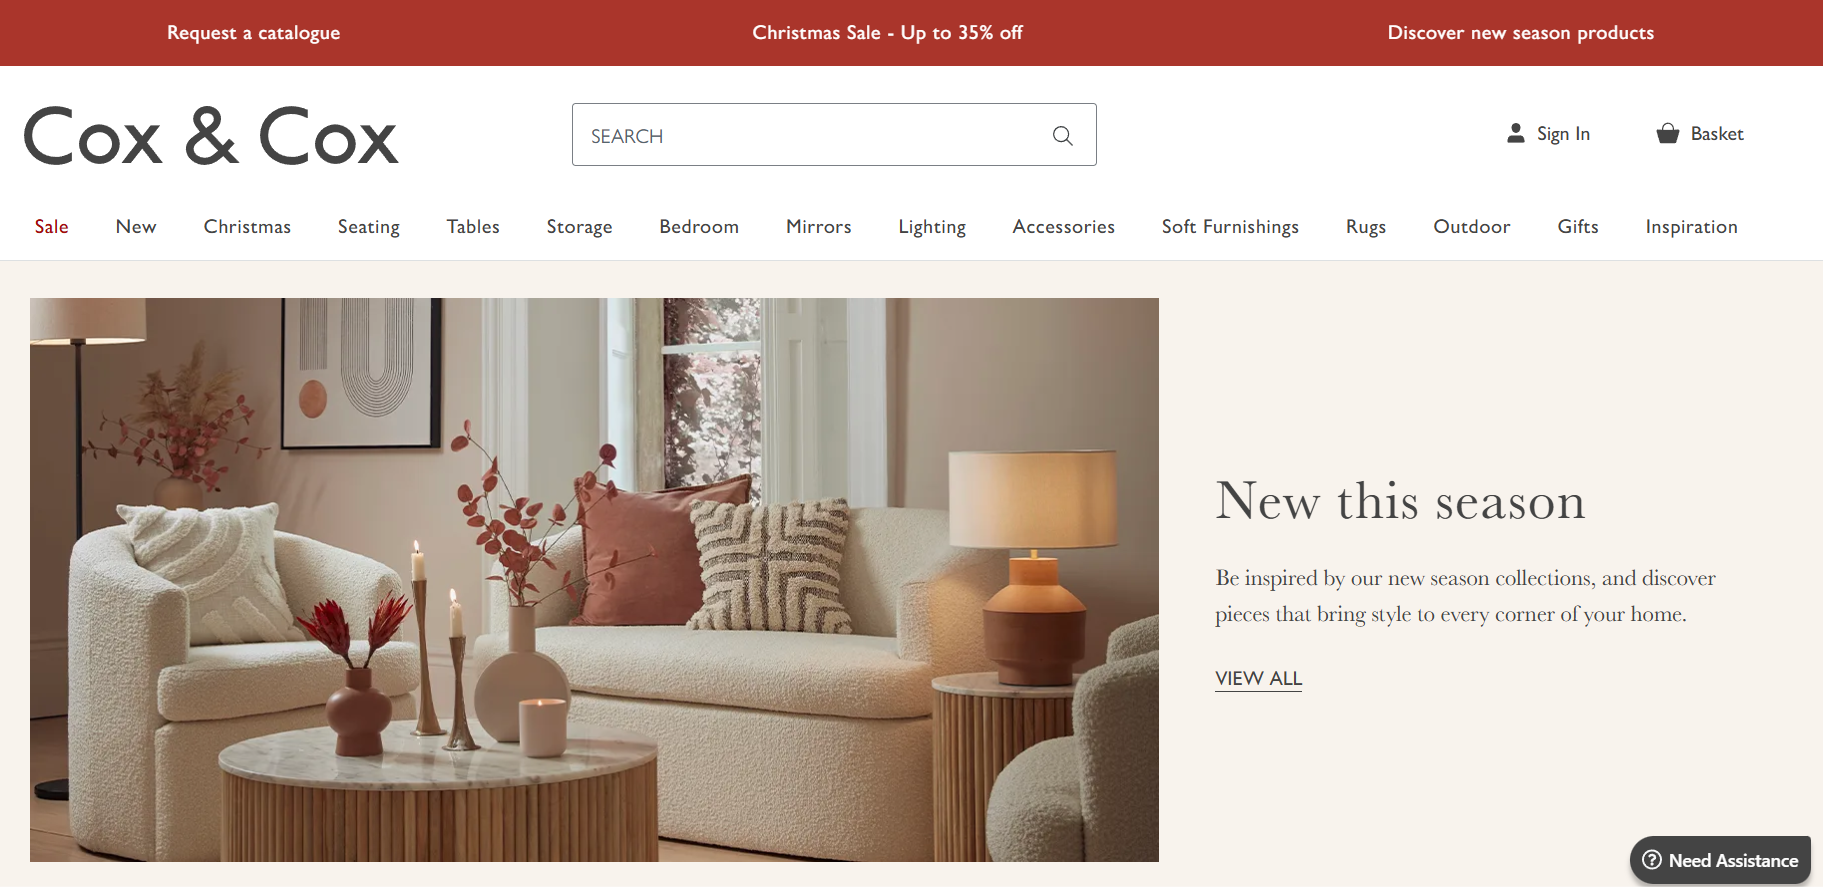 Request a catalogue
Christmas Sale - Up to 35% off
Discover new season products
Cox & Cox
SEARCH
Sign In
Basket
Sale
New
Christmas
Seating
Tables
Storage
Bedroom
Mirrors
Lighting
Accessories
Soft Furnishings
Rugs
Outdoor
Gifts
Inspiration
New this season
Be inspired by our new season collections, and discover
pieces that bring style to every corner of your home.
VIEW ALL
Need Assistance